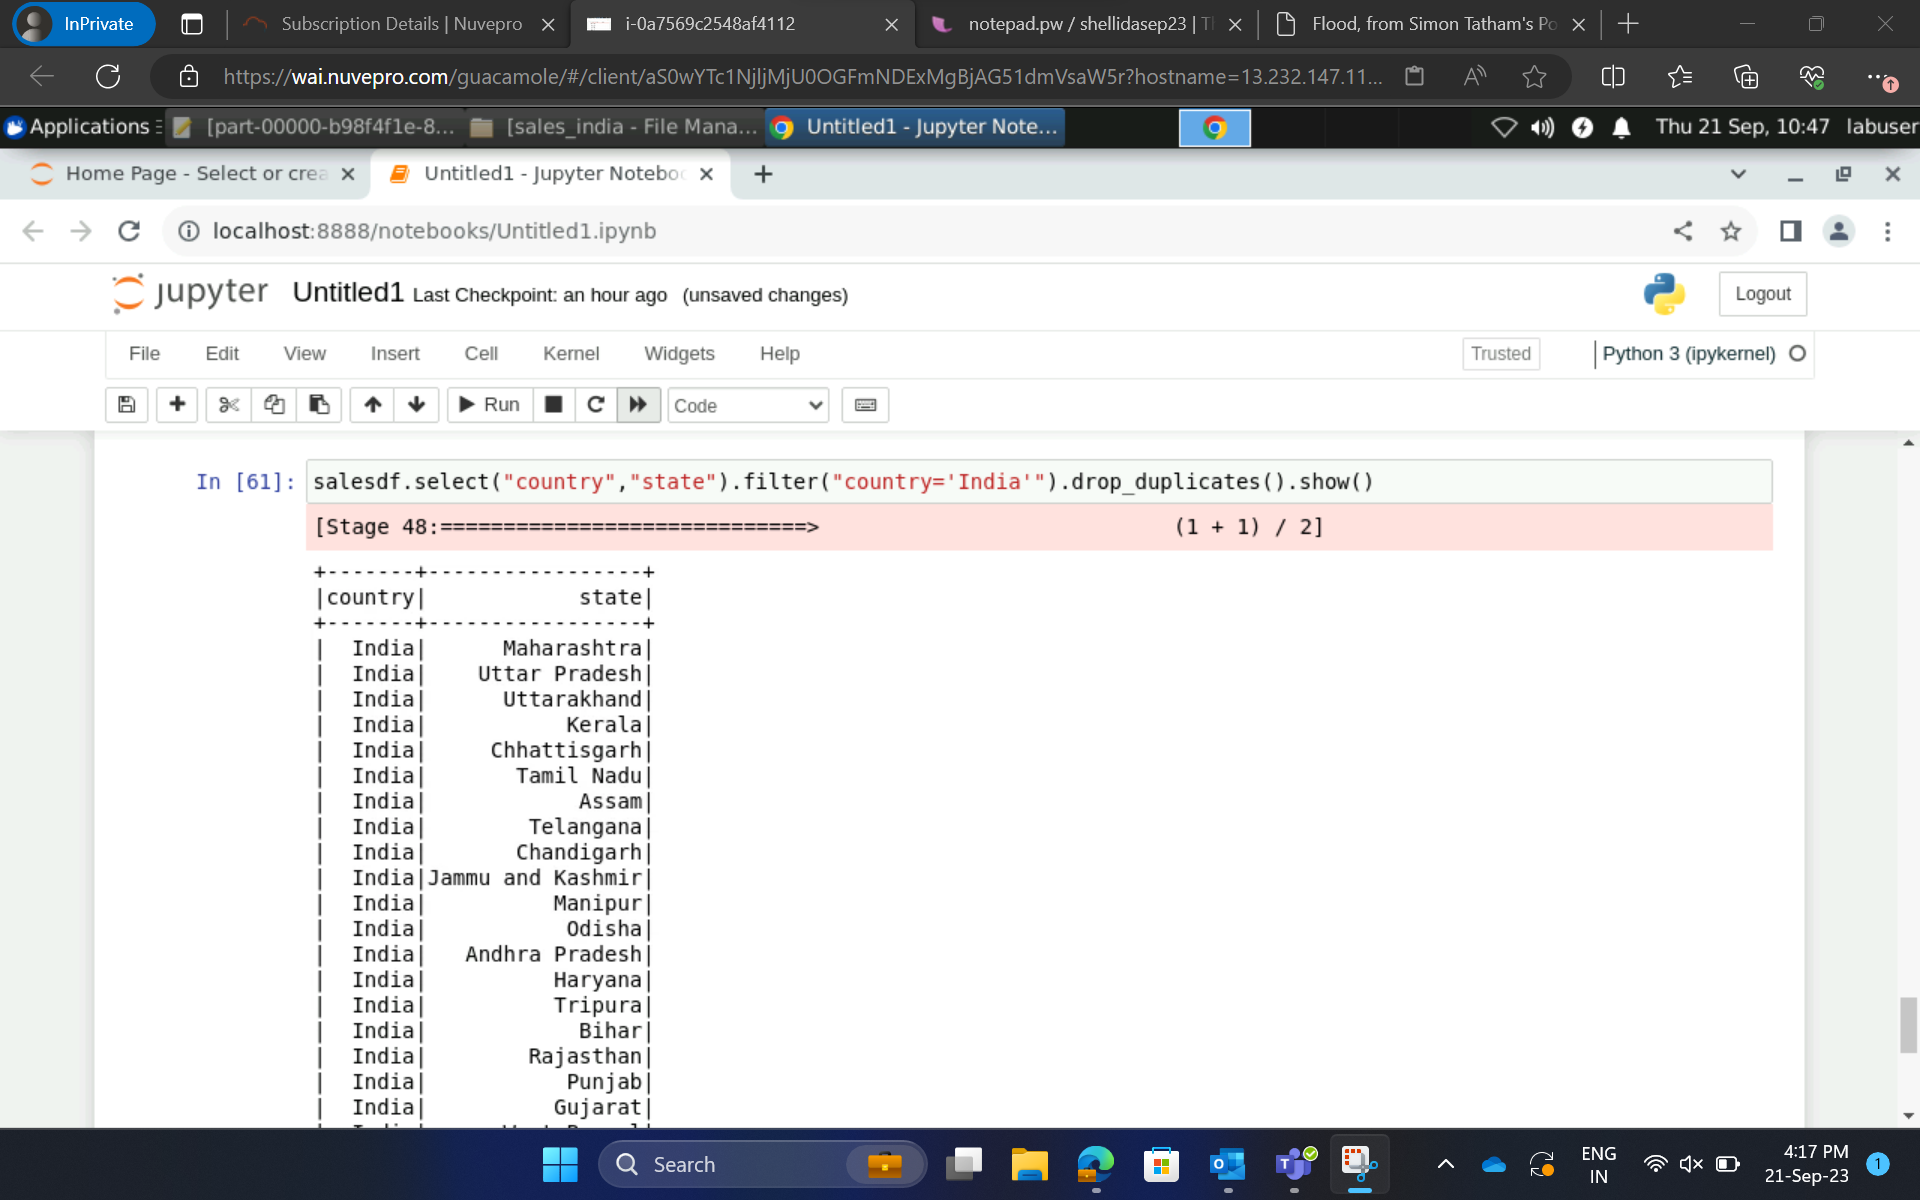 InPrivate
Subscription Details | Nuvepro
i-0a7569c2548af4112
notepad.pw / shellidasep23 | Tl
Flood, from Simon Tatham's Po
https://wai.nuvepro.com/guacamole/#/client/aS0wYTc1NjljMjU0OGFmNDExMgBjAG51dmVsaW5r?hostname=13.232.147.11...
Applications
[part-00000-b98f4f1e-8...
[sales_india - File Mana...
Untitled1 - Jupyter Note...
Thu 21 Sep, 10:47
labuser
Home Page - Select or crea
Untitled1 - Jupyter Noteboo
localhost:8888/notebooks/Untitled1.ipynb
jupyter Untitled1 Last Checkpoint: an hour ago (unsaved changes)
Logout
File Edit View Insert Cell Kernel Widgets Help
Trusted
Python 3 (ipykernel)
Run
Code
In [61]: salesdf.select("country","state").filter("country='India'").drop_duplicates().show()
[Stage 48:=============================> (1 + 1) / 2]
+-------+-----------------+
|country| state|
+-------+-----------------+
| India| Maharashtra|
| India| Uttar Pradesh|
| India| Uttarakhand|
| India| Kerala|
| India| Chhattisgarh|
| India| Tamil Nadu|
| India| Assam|
| India| Telangana|
| India| Chandigarh|
| India|Jammu and Kashmir|
| India| Manipur|
| India| Odisha|
| India| Andhra Pradesh|
| India| Haryana|
| India| Tripura|
| India| Bihar|
| India| Rajasthan|
| India| Punjab|
| India| Gujarat|
Search
ENG
IN
4:17 PM
21-Sep-23
1